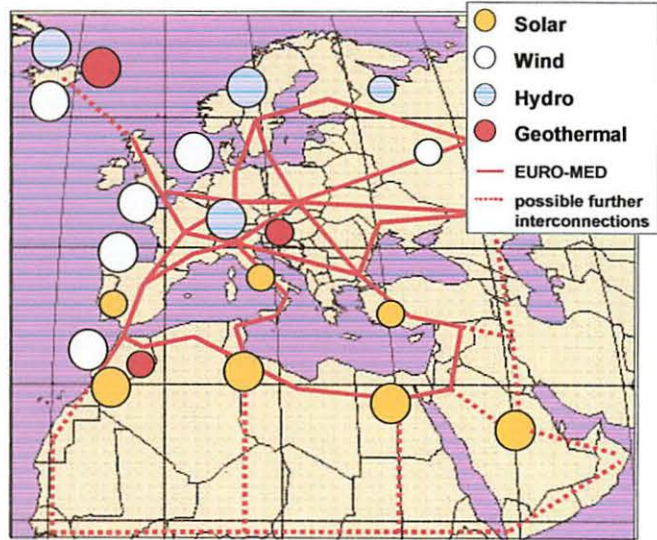 Solar
Wind
Hydro
Geothermal
EURO-MED
possible further
interconnections